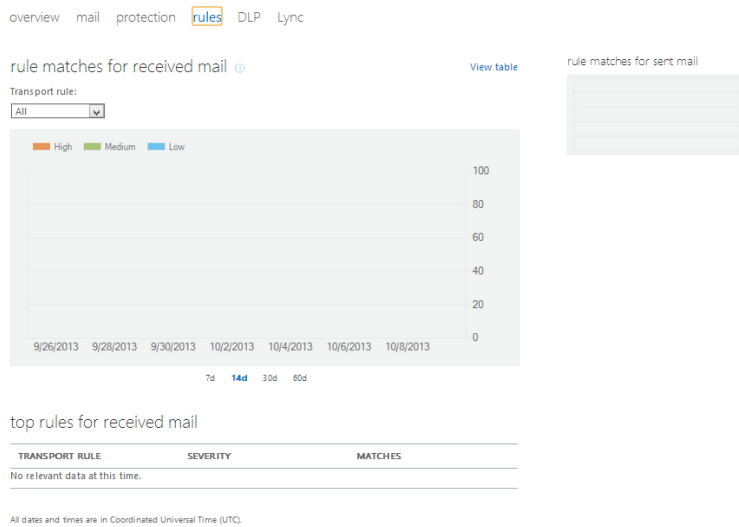 overview mail protection rules DLP Lync
rule matches for received mail
View table
rule matches for sent mail
Transport rule:
All
High Medium Low
100
80
60
40
20
0
9/26/2013 9/28/2013 9/30/2013 10/2/2013 10/4/2013 10/6/2013 10/8/2013
7d 14d 30d 60d
top rules for received mail
TRANSPORT RULE SEVERITY MATCHES
No relevant data at this time.
All dates and times are in Coordinated Universal Time (UTC).